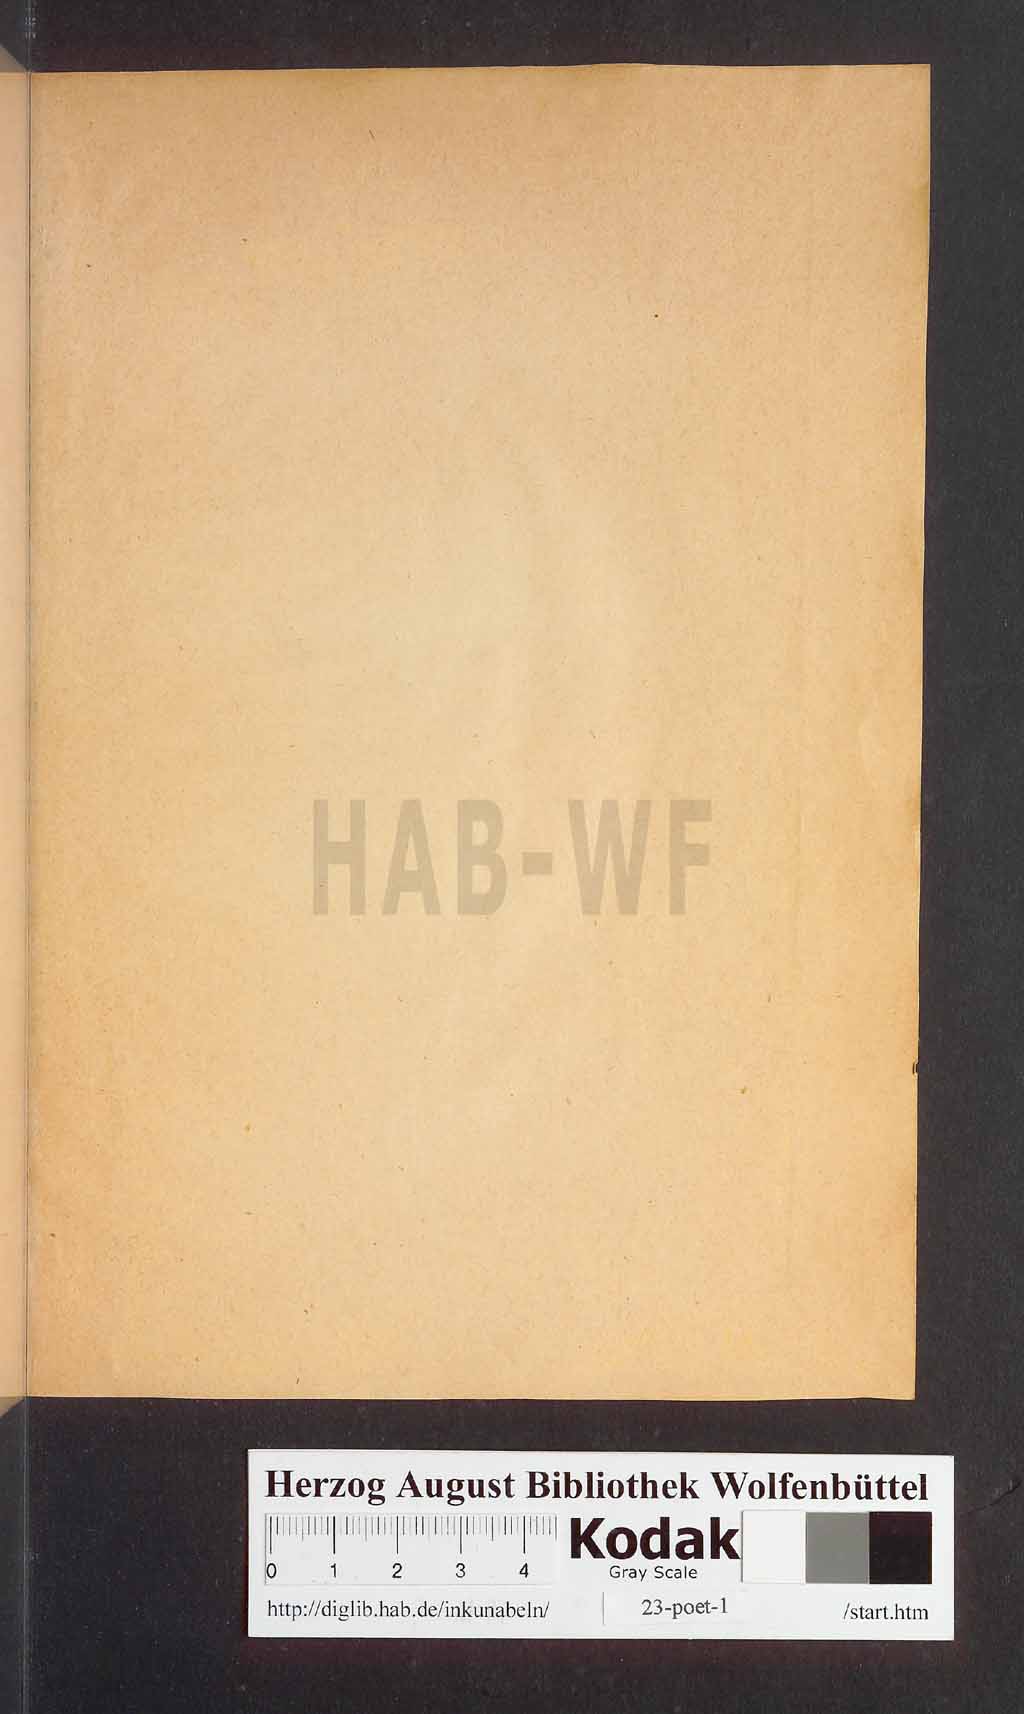 HAB-WF
Herzog August Bibliothek Wolfenbüttel
0 1 2 3 4
Kodak
Gray Scale
http://diglib.hab.de/inkunabeln/ 23-poet-1 /start.htm